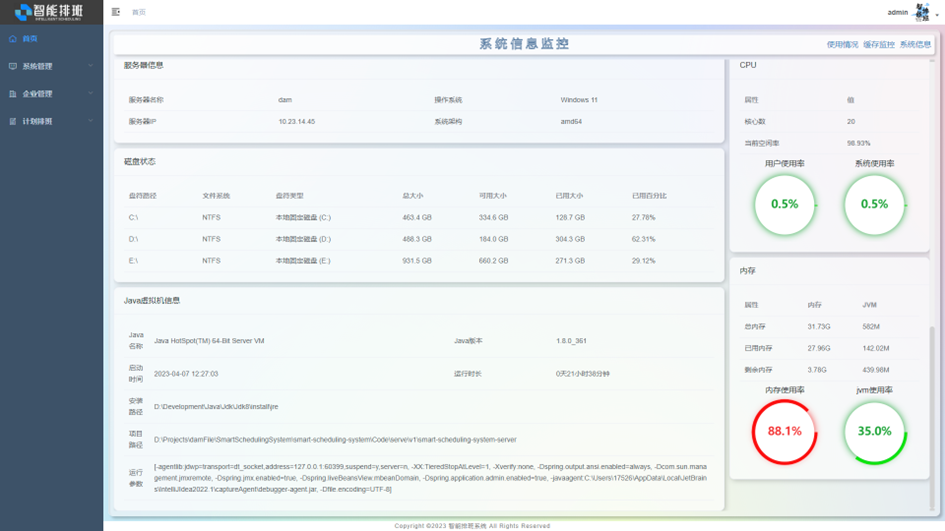 智能排班
INTELLIGENT SCHEDULING
首页
admin
首页
系统管理
企业管理
计划排班
系统信息监控
使用情况 缓存监控 系统信息
服务器信息
服务器名称 dam 操作系统 Windows 11
服务器IP 10.23.14.45 系统架构 amd64
磁盘状态
盘符路径 文件系统 盘符类型 总大小 可用大小 已用大小 已用百分比
C:\ NTFS 本地固定磁盘 (C:) 463.4 GB 334.6 GB 128.7 GB 27.78%
D:\ NTFS 本地固定磁盘 (D:) 488.3 GB 184.0 GB 304.3 GB 62.31%
E:\ NTFS 本地固定磁盘 (E:) 931.5 GB 660.2 GB 271.3 GB 29.12%
Java虚拟机信息
Java名称 Java HotSpot(TM) 64-Bit Server VM Java版本 1.8.0_361
启动时间 2023-04-07 12:27:03 运行时长 0天21小时38分钟
安装路径 D:\Development\Java\Jdk\Jdk8\install\jre
项目路径 D:\Projects\damFile\SmartSchedulingSystem\smart-scheduling-system\Code\serve\v1\smart-scheduling-system-server
运行参数 [-agentlib:jdwp=transport=dt_socket,address=127.0.0.1:60399,suspend=y,server=n, -XX:TieredStopAtLevel=1, -Xverify:none, -Dspring.output.ansi.enabled=always, -Dcom.sun.mana
gement.jmxremote, -Dspring.jmx.enabled=true, -Dspring.liveBeansView.mbeanDomain, -Dspring.application.admin.enabled=true, -javaagent:C:\Users\17526\AppData\Local\JetBrain
s\IntelliJIdea2022.1\captureAgent\debugger-agent.jar, -Dfile.encoding=UTF-8]
CPU
属性 值
核心数 20
当前空闲率 98.93%
用户使用率 系统使用率
0.5% 0.5%
内存
属性 内存 JVM
总内存 31.73G 582M
已用内存 27.96G 142.02M
剩余内存 3.78G 439.98M
内存使用率 jvm使用率
88.1% 35.0%
Copyright ©2023 智能排班系统 All Rights Reserved